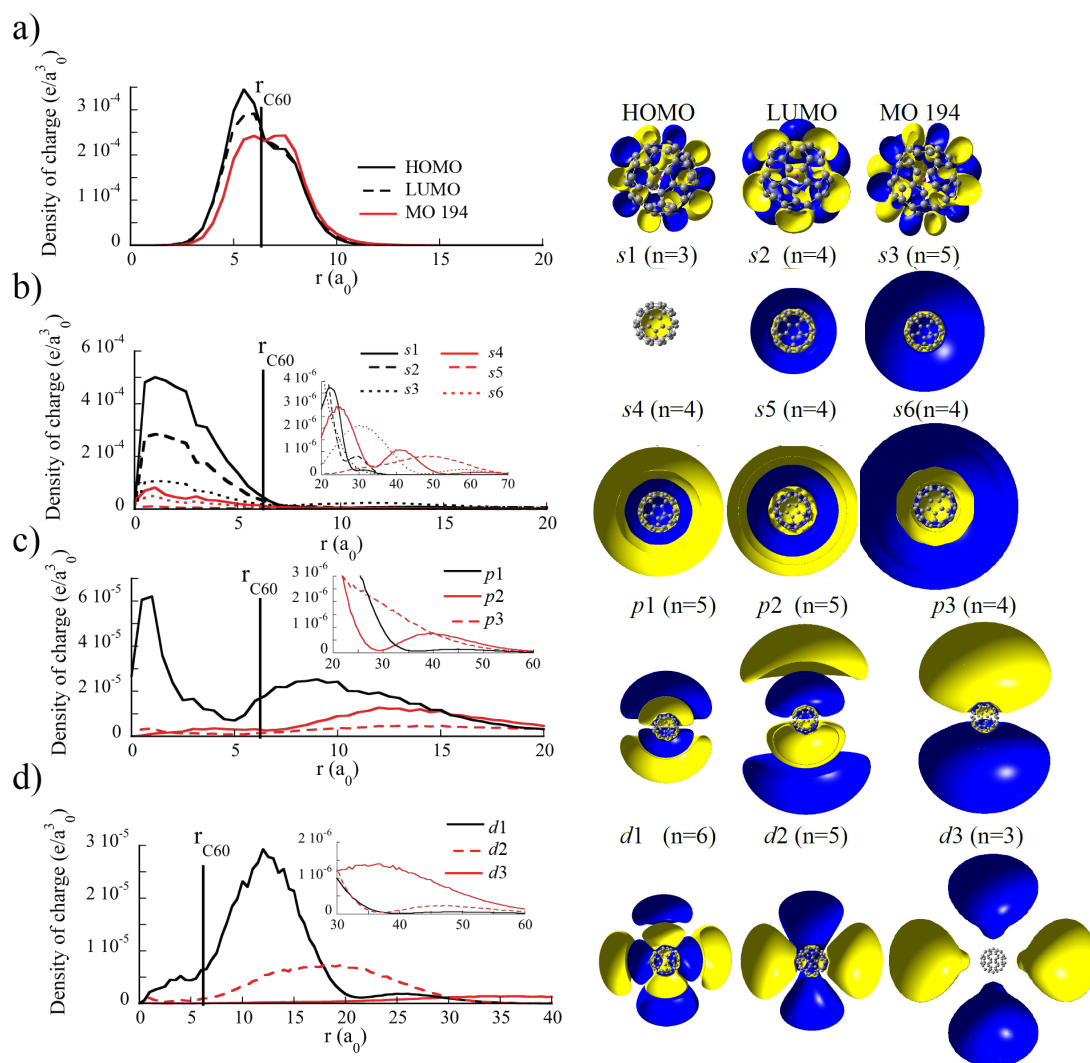 a)
Density of charge (e/a³₀)
3 10⁻⁴
2 10⁻⁴
1 10⁻⁴
0
r C60
HOMO
LUMO
MO 194
0 5 10 15 20
r (a₀)
HOMO LUMO MO 194
s1 (n=3) s2 (n=4) s3 (n=5)
b)
Density of charge (e/a³₀)
6 10⁻⁴
4 10⁻⁴
2 10⁻⁴
0
r C60
s1 s4
s2 s5
s3 s6
4 10⁻⁶
3 10⁻⁶
2 10⁻⁶
1 10⁻⁶
0
20 30 40 50 60 70
0 5 10 15 20
r (a₀)
s4 (n=4) s5 (n=4) s6(n=4)
c)
Density of charge (e/a³₀)
6 10⁻⁵
4 10⁻⁵
2 10⁻⁵
0
r C60
3 10⁻⁶
2 10⁻⁶
1 10⁻⁶
0
20 30 40 50 60
p1
p2
p3
0 5 10 15 20
r (a₀)
p1 (n=5) p2 (n=5) p3 (n=4)
d)
Density of charge (e/a³₀)
3 10⁻⁵
2 10⁻⁵
1 10⁻⁵
0
r C60
2 10⁻⁶
1 10⁻⁶
0
30 40 50 60
d1
d2
d3
0 5 10 15 20 25 30 35 40
r (a₀)
d1 (n=6) d2 (n=5) d3 (n=3)